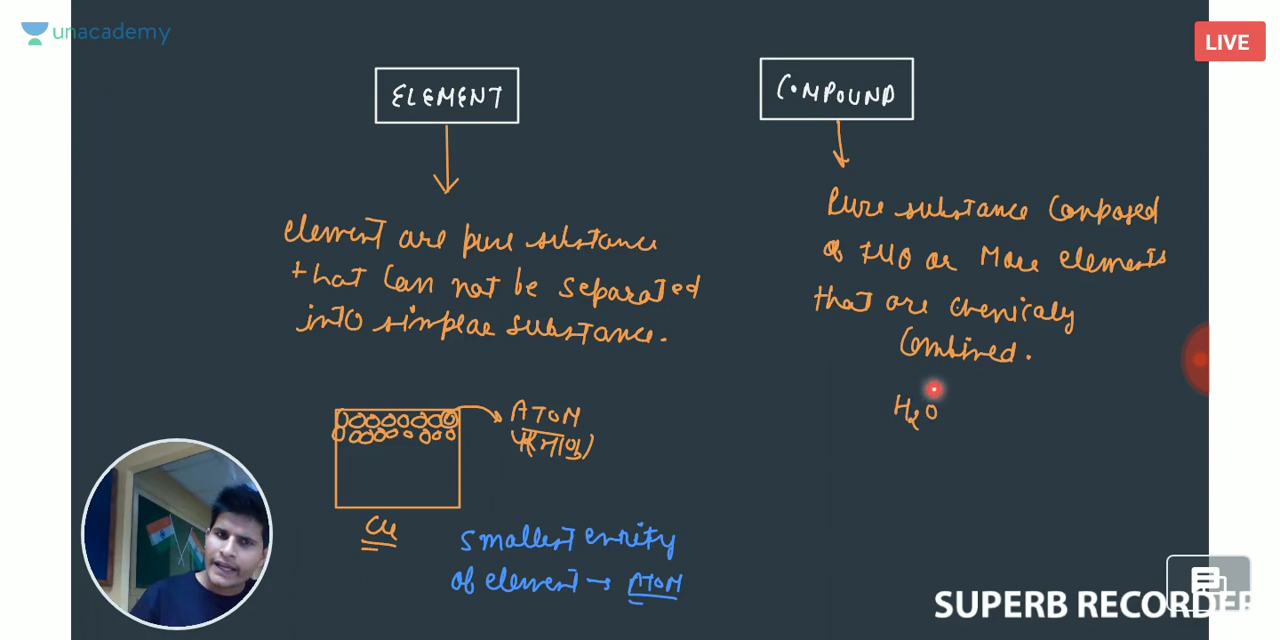 unacademy
LIVE
ELEMENT
COMPOUND
element are pure substance
that can not be separated
into simplae substance.
Pure substance composed
of two or more elements
that are chemicaly
combined.
H₂O
ATOM
(परमाणु)
Cu
smallest entity
of element → ATOM
SUPERB RECORDER